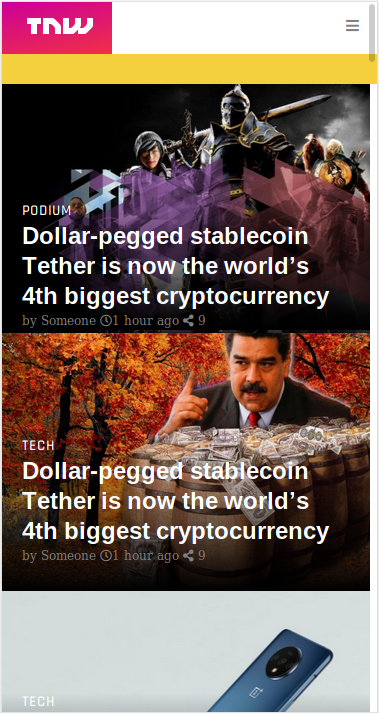 TNW
PODIUM
Dollar-pegged stablecoin
Tether is now the world’s
4th biggest cryptocurrency
by Someone 1 hour ago 9
TECH
Dollar-pegged stablecoin
Tether is now the world’s
4th biggest cryptocurrency
by Someone 1 hour ago 9
TECH